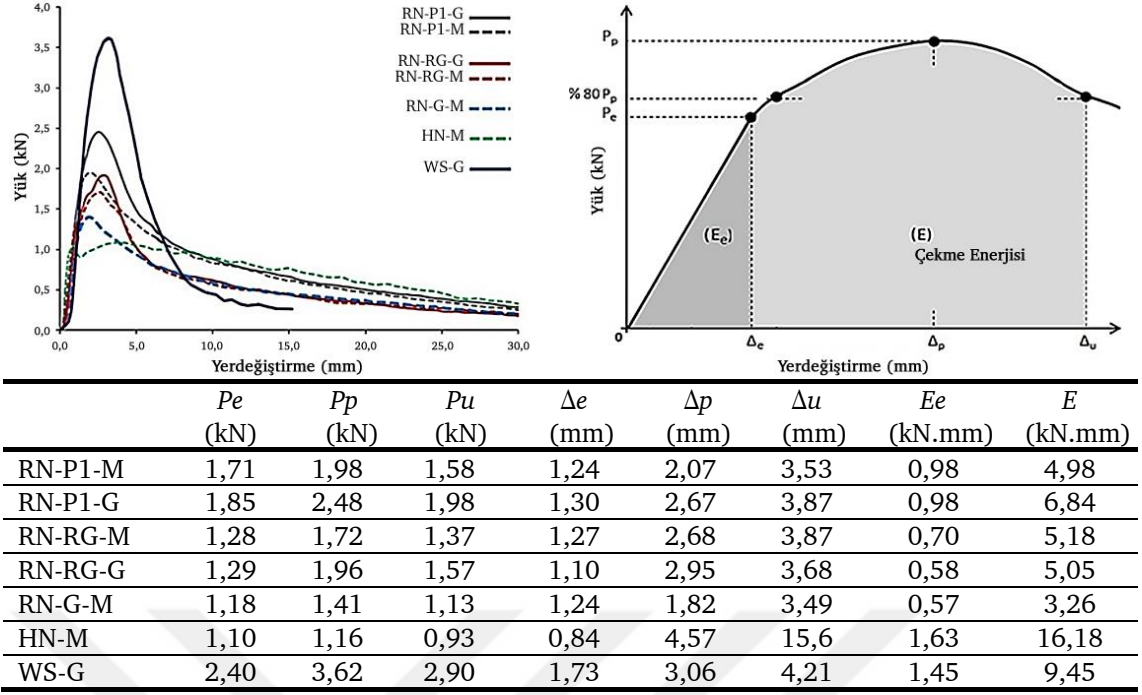 4,0
3,5
3,0
2,5
2,0
1,5
1,0
0,5
0,0
Yük (kN)
0,0 5,0 10,0 15,0 20,0 25,0 30,0
Yerdeğiştirme (mm)
RN-P1-G
RN-P1-M
RN-RG-G
RN-RG-M
RN-G-M
HN-M
WS-G
Pp
% 80 Pp
Pe
Yük (kN)
(Ee)
(E)
Çekme Enerjisi
0 Δe Δp Δu
Yerdeğiştirme (mm)
Pe Pp Pu Δe Δp Δu Ee E
(kN) (kN) (kN) (mm) (mm) (mm) (kN.mm) (kN.mm)
RN-P1-M 1,71 1,98 1,58 1,24 2,07 3,53 0,98 4,98
RN-P1-G 1,85 2,48 1,98 1,30 2,67 3,87 0,98 6,84
RN-RG-M 1,28 1,72 1,37 1,27 2,68 3,87 0,70 5,18
RN-RG-G 1,29 1,96 1,57 1,10 2,95 3,68 0,58 5,05
RN-G-M 1,18 1,41 1,13 1,24 1,82 3,49 0,57 3,26
HN-M 1,10 1,16 0,93 0,84 4,57 15,6 1,63 16,18
WS-G 2,40 3,62 2,90 1,73 3,06 4,21 1,45 9,45